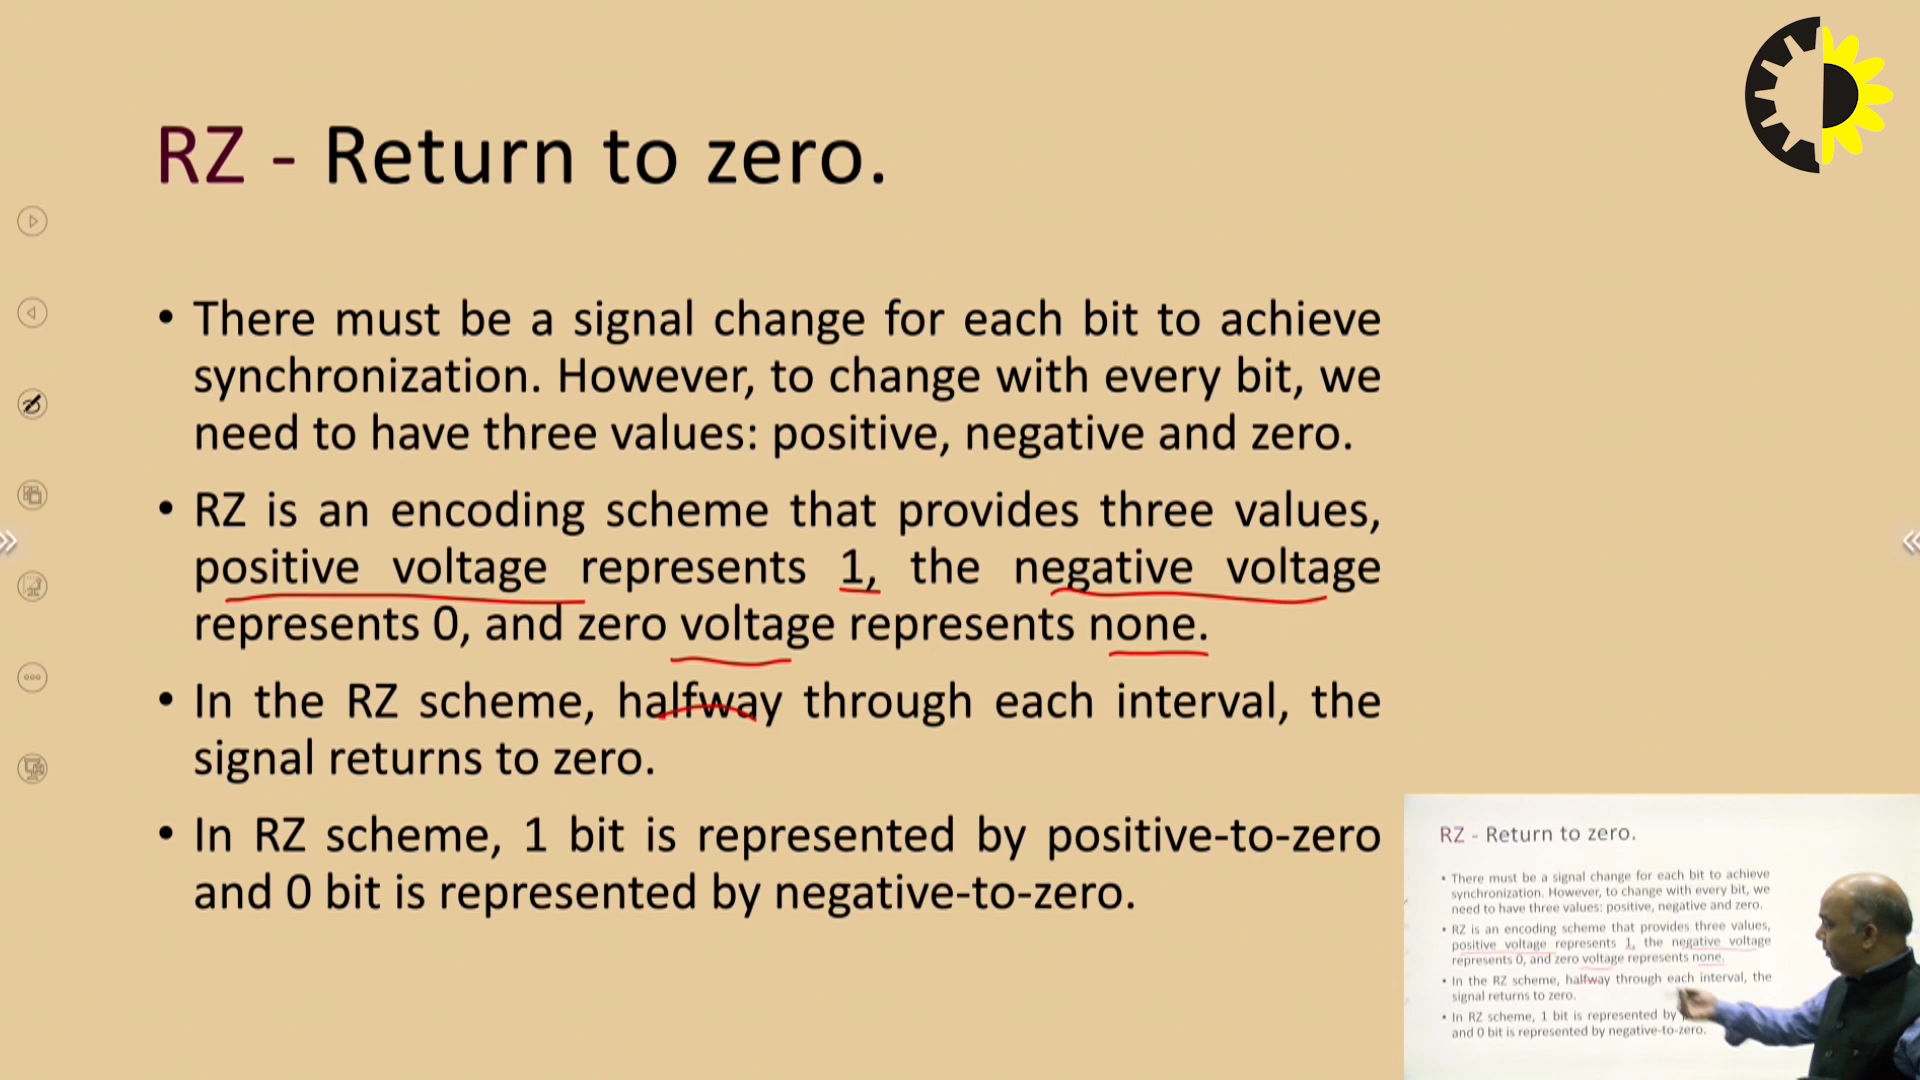 RZ - Return to zero.
• There must be a signal change for each bit to achieve
synchronization. However, to change with every bit, we
need to have three values: positive, negative and zero.
• RZ is an encoding scheme that provides three values,
positive voltage represents 1, the negative voltage
represents 0, and zero voltage represents none.
• In the RZ scheme, halfway through each interval, the
signal returns to zero.
• In RZ scheme, 1 bit is represented by positive-to-zero
and 0 bit is represented by negative-to-zero.
RZ - Return to zero.
• There must be a signal change for each bit to achieve
synchronization. However, to change with every bit, we
need to have three values: positive, negative and zero.
• RZ is an encoding scheme that provides three values,
positive voltage represents 1, the negative voltage
represents 0, and zero voltage represents none.
• In the RZ scheme, halfway through each interval, the
signal returns to zero.
• In RZ scheme, 1 bit is represented by
and 0 bit is represented by negative-to-zero.